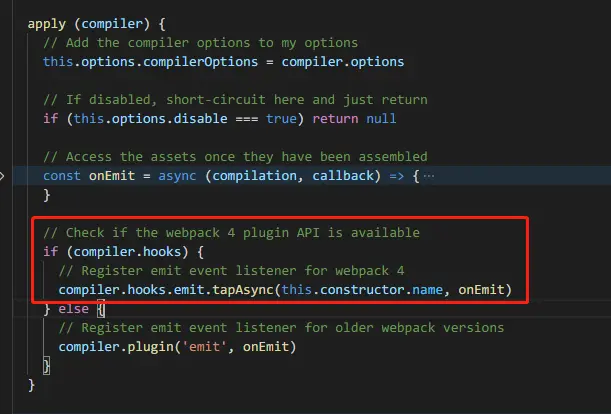 apply (compiler) {
// Add the compiler options to my options
this.options.compilerOptions = compiler.options
// If disabled, short-circuit here and just return
if (this.options.disable === true) return null
// Access the assets once they have been assembled
const onEmit = async (compilation, callback) => {···
}
// Check if the webpack 4 plugin API is available
if (compiler.hooks) {
// Register emit event listener for webpack 4
compiler.hooks.emit.tapAsync(this.constructor.name, onEmit)
} else {
// Register emit event listener for older webpack versions
compiler.plugin('emit', onEmit)
}
}